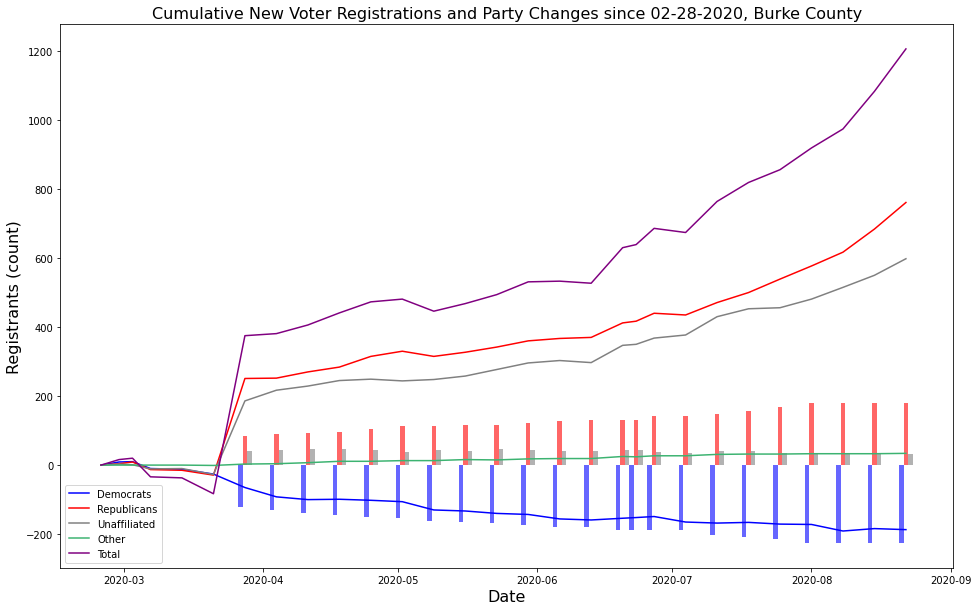 Cumulative New Voter Registrations and Party Changes since 02-28-2020, Burke County
Registrants (count)
1200
1000
800
600
400
200
0
−200
Democrats
Republicans
Unaffiliated
Other
Total
2020-03
2020-04
2020-05
2020-06
2020-07
2020-08
2020-09
Date